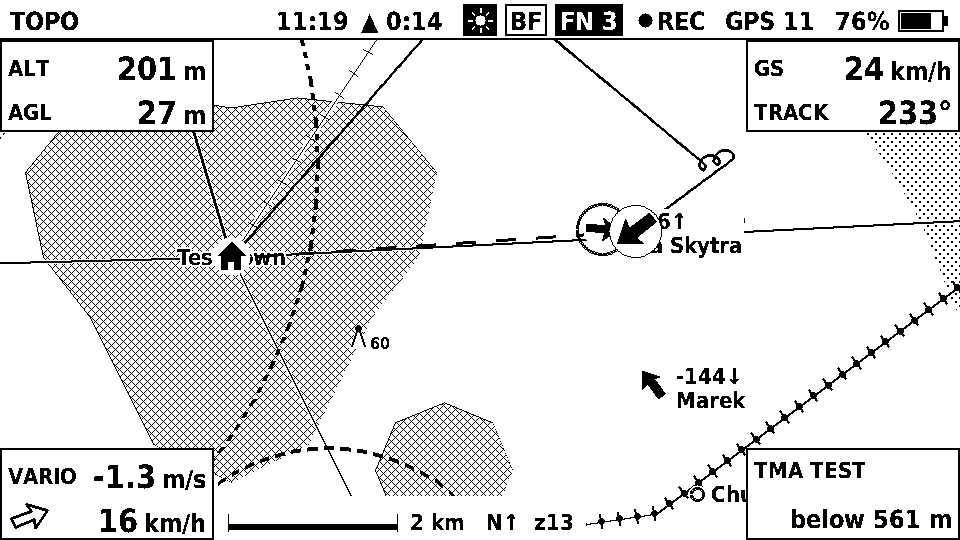 TOPO 11:19 ▲ 0:14 BF FN 3 ●REC GPS 11 76%
ALT 201 m
AGL 27 m
GS 24 km/h
TRACK 233°
6↑
Skytra
60
-144↓
Marek
VARIO -1.3 m/s
16 km/h
2 km N↑ z13
TMA TEST
below 561 m